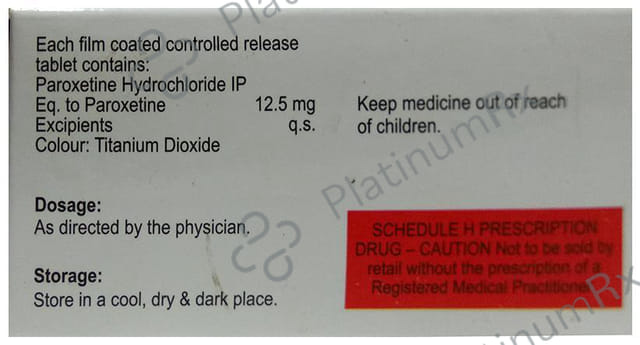 Each film coated controlled release
tablet contains:
Paroxetine Hydrochloride IP
Eq. to Paroxetine 12.5 mg
Excipients q.s.
Colour: Titanium Dioxide
Keep medicine out of reach
of children.
Dosage:
As directed by the physician.
Storage:
Store in a cool, dry & dark place.
SCHEDULE H PRESCRIPTION
DRUG – CAUTION Not to be sold by
retail without the prescription of a
Registered Medical Practitioner.
PlatinumRx
PlatinumRx